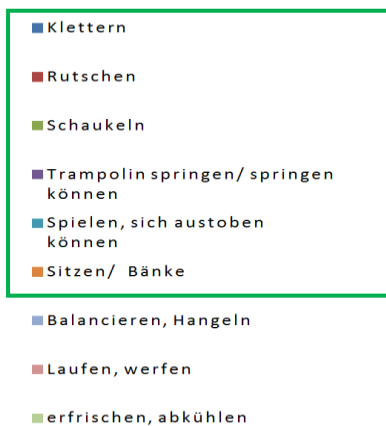 Klettern
Rutschen
Schaukeln
Trampolin springen/ springen
können
Spielen, sich austoben
können
Sitzen/ Bänke
Balancieren, Hangeln
Laufen, werfen
erfrischen, abkühlen